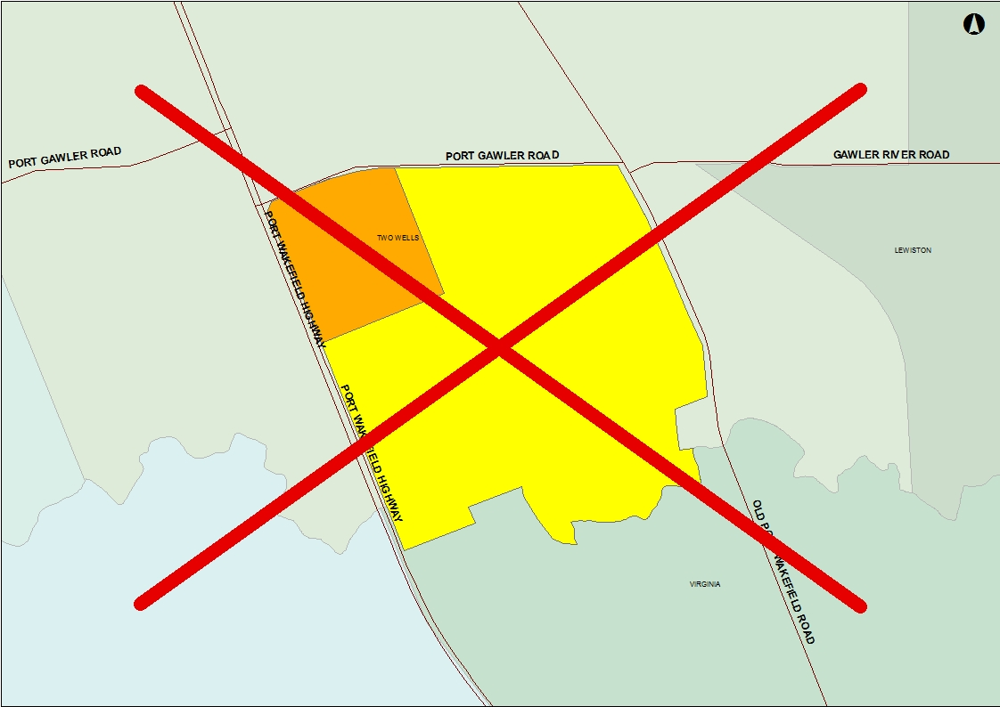 PORT GAWLER ROAD
PORT GAWLER ROAD
GAWLER RIVER ROAD
PORT WAKEFIELD HIGHWAY
TWO WELLS
LEWISTON
PORT WAKEFIELD HIGHWAY
OLD PORT WAKEFIELD ROAD
VIRGINIA